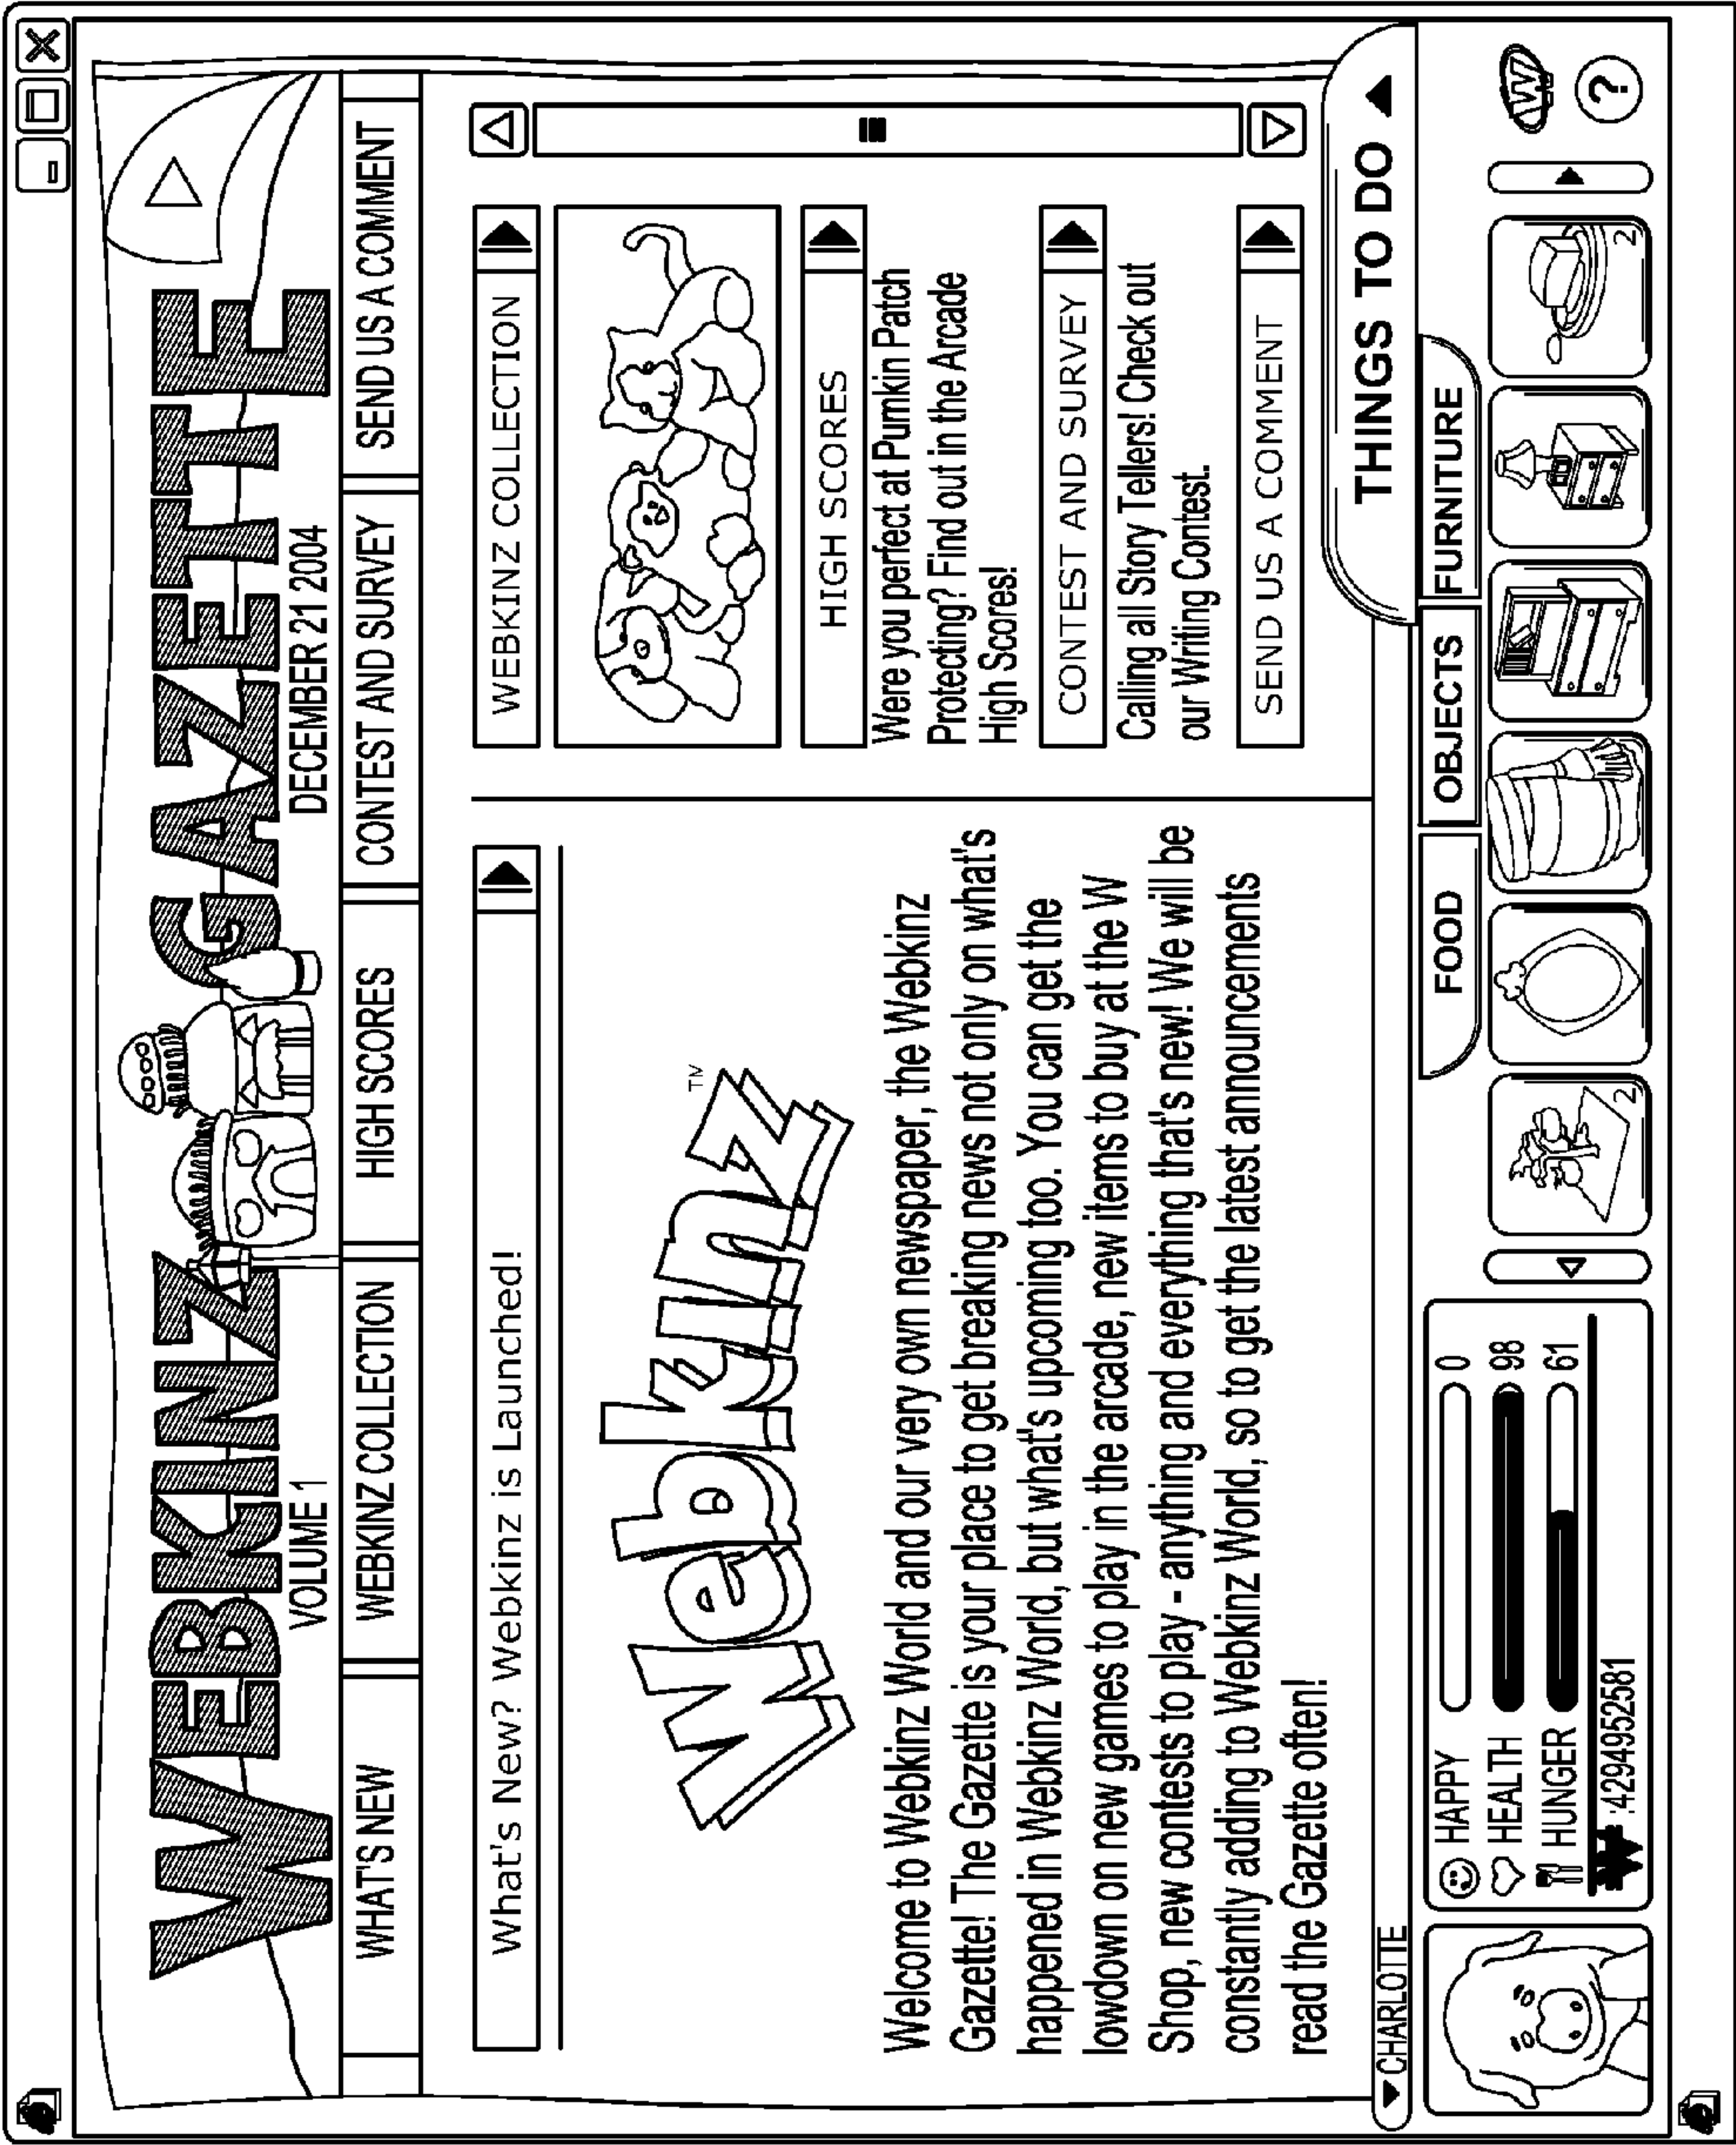 WEBKINZ GAZETTE
VOLUME 1
DECEMBER 21 2004
WHAT'S NEW
WEBKINZ COLLECTION
HIGH SCORES
CONTEST AND SURVEY
SEND US A COMMENT
What's New? Webkinz is Launched!
Webkinz™
Welcome to Webkinz World and our very own newspaper, the Webkinz
Gazette! The Gazette is your place to get breaking news not only on what's
happened in Webkinz World, but what's upcoming too. You can get the
lowdown on new games to play in the arcade, new items to buy at the W
Shop, new contests to play - anything and everything that's new! We will be
constantly adding to Webkinz World, so to get the latest announcements
read the Gazette often!
WEBKINZ COLLECTION
HIGH SCORES
Were you perfect at Pumkin Patch
Protecting? Find out in the Arcade
High Scores!
CONTEST AND SURVEY
Calling all Story Tellers! Check out
our Writing Contest.
SEND US A COMMENT
THINGS TO DO
CHARLOTTE
HAPPY 0
HEALTH 98
HUNGER 61
W :4294952581
FOOD
OBJECTS
FURNITURE
2
2
W
?